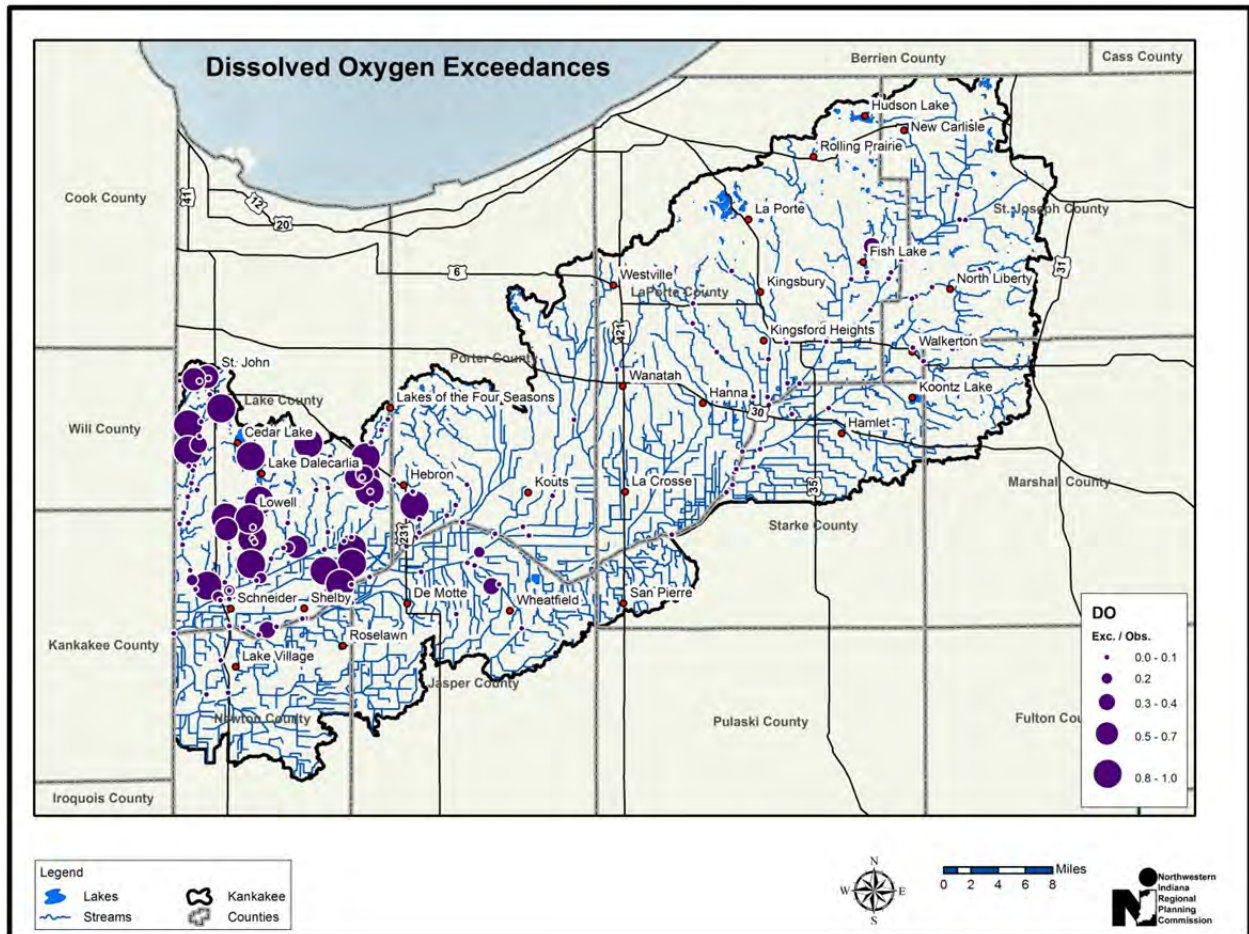 Dissolved Oxygen Exceedances
Berrien County
Cass County
Hudson Lake
New Carlisle
Rolling Prairie
Cook County
41
12
20
La Porte
St. Joseph County
Fish Lake
31
6
Westville
LaPorte County
Kingsbury
North Liberty
421
Kingsford Heights
Walkerton
St. John
Porter County
Wanatah
Koontz Lake
Lake County
Lakes of the Four Seasons
Hanna
30
Will County
Cedar Lake
Hamlet
Lake Dalecarlia
Hebron
Kouts
La Crosse
35
Marshall County
Lowell
Starke County
231
Schneider
Shelby
De Motte
Wheatfield
San Pierre
Kankakee County
Roselawn
Lake Village
Jasper County
Newton County
Pulaski County
Fulton Cou
Iroquois County
DO
Exc. / Obs.
0.0 - 0.1
0.2
0.3 - 0.4
0.5 - 0.7
0.8 - 1.0
Legend
Lakes
Streams
Kankakee
Counties
N
W E
S
Miles
0 2 4 6 8
Northwestern
Indiana
Regional
Planning
Commission